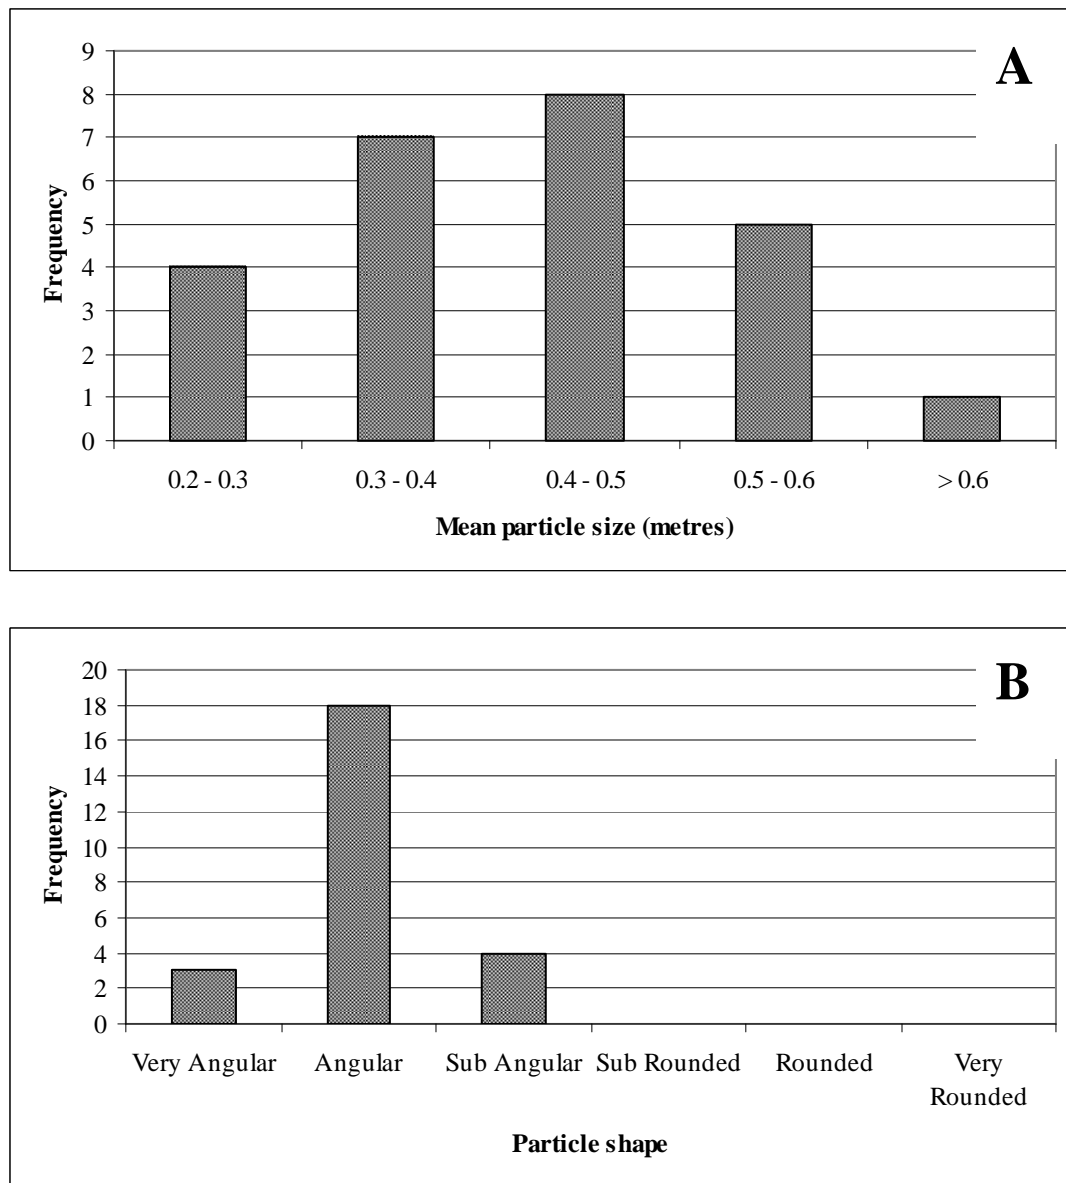 A
9
8
7
6
5
4
3
2
1
0
Frequency
0.2 - 0.3 0.3 - 0.4 0.4 - 0.5 0.5 - 0.6 > 0.6
Mean particle size (metres)
B
20
18
16
14
12
10
8
6
4
2
0
Frequency
Very Angular Angular Sub Angular Sub Rounded Rounded Very
Rounded
Particle shape